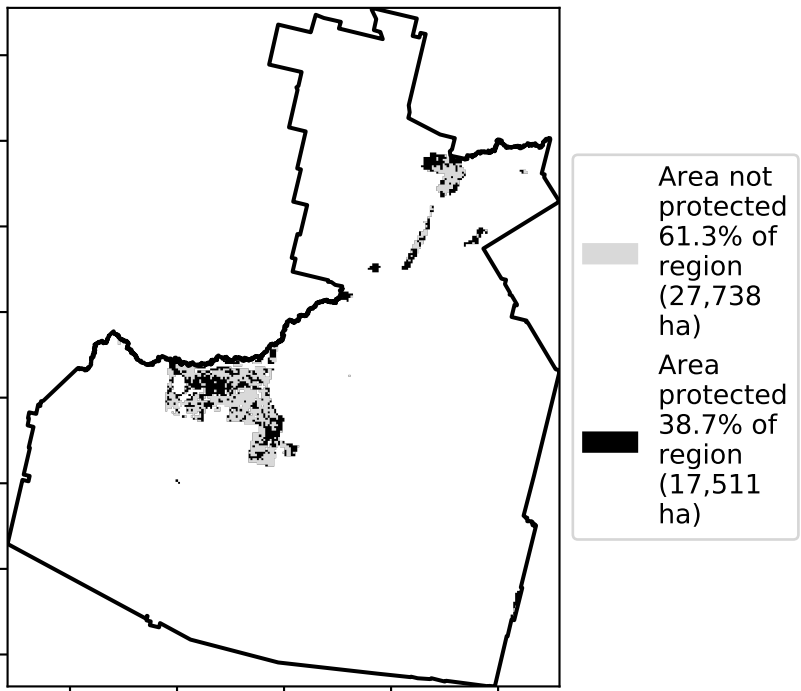 Area not
protected
61.3% of
region
(27,738
ha)
Area
protected
38.7% of
region
(17,511
ha)